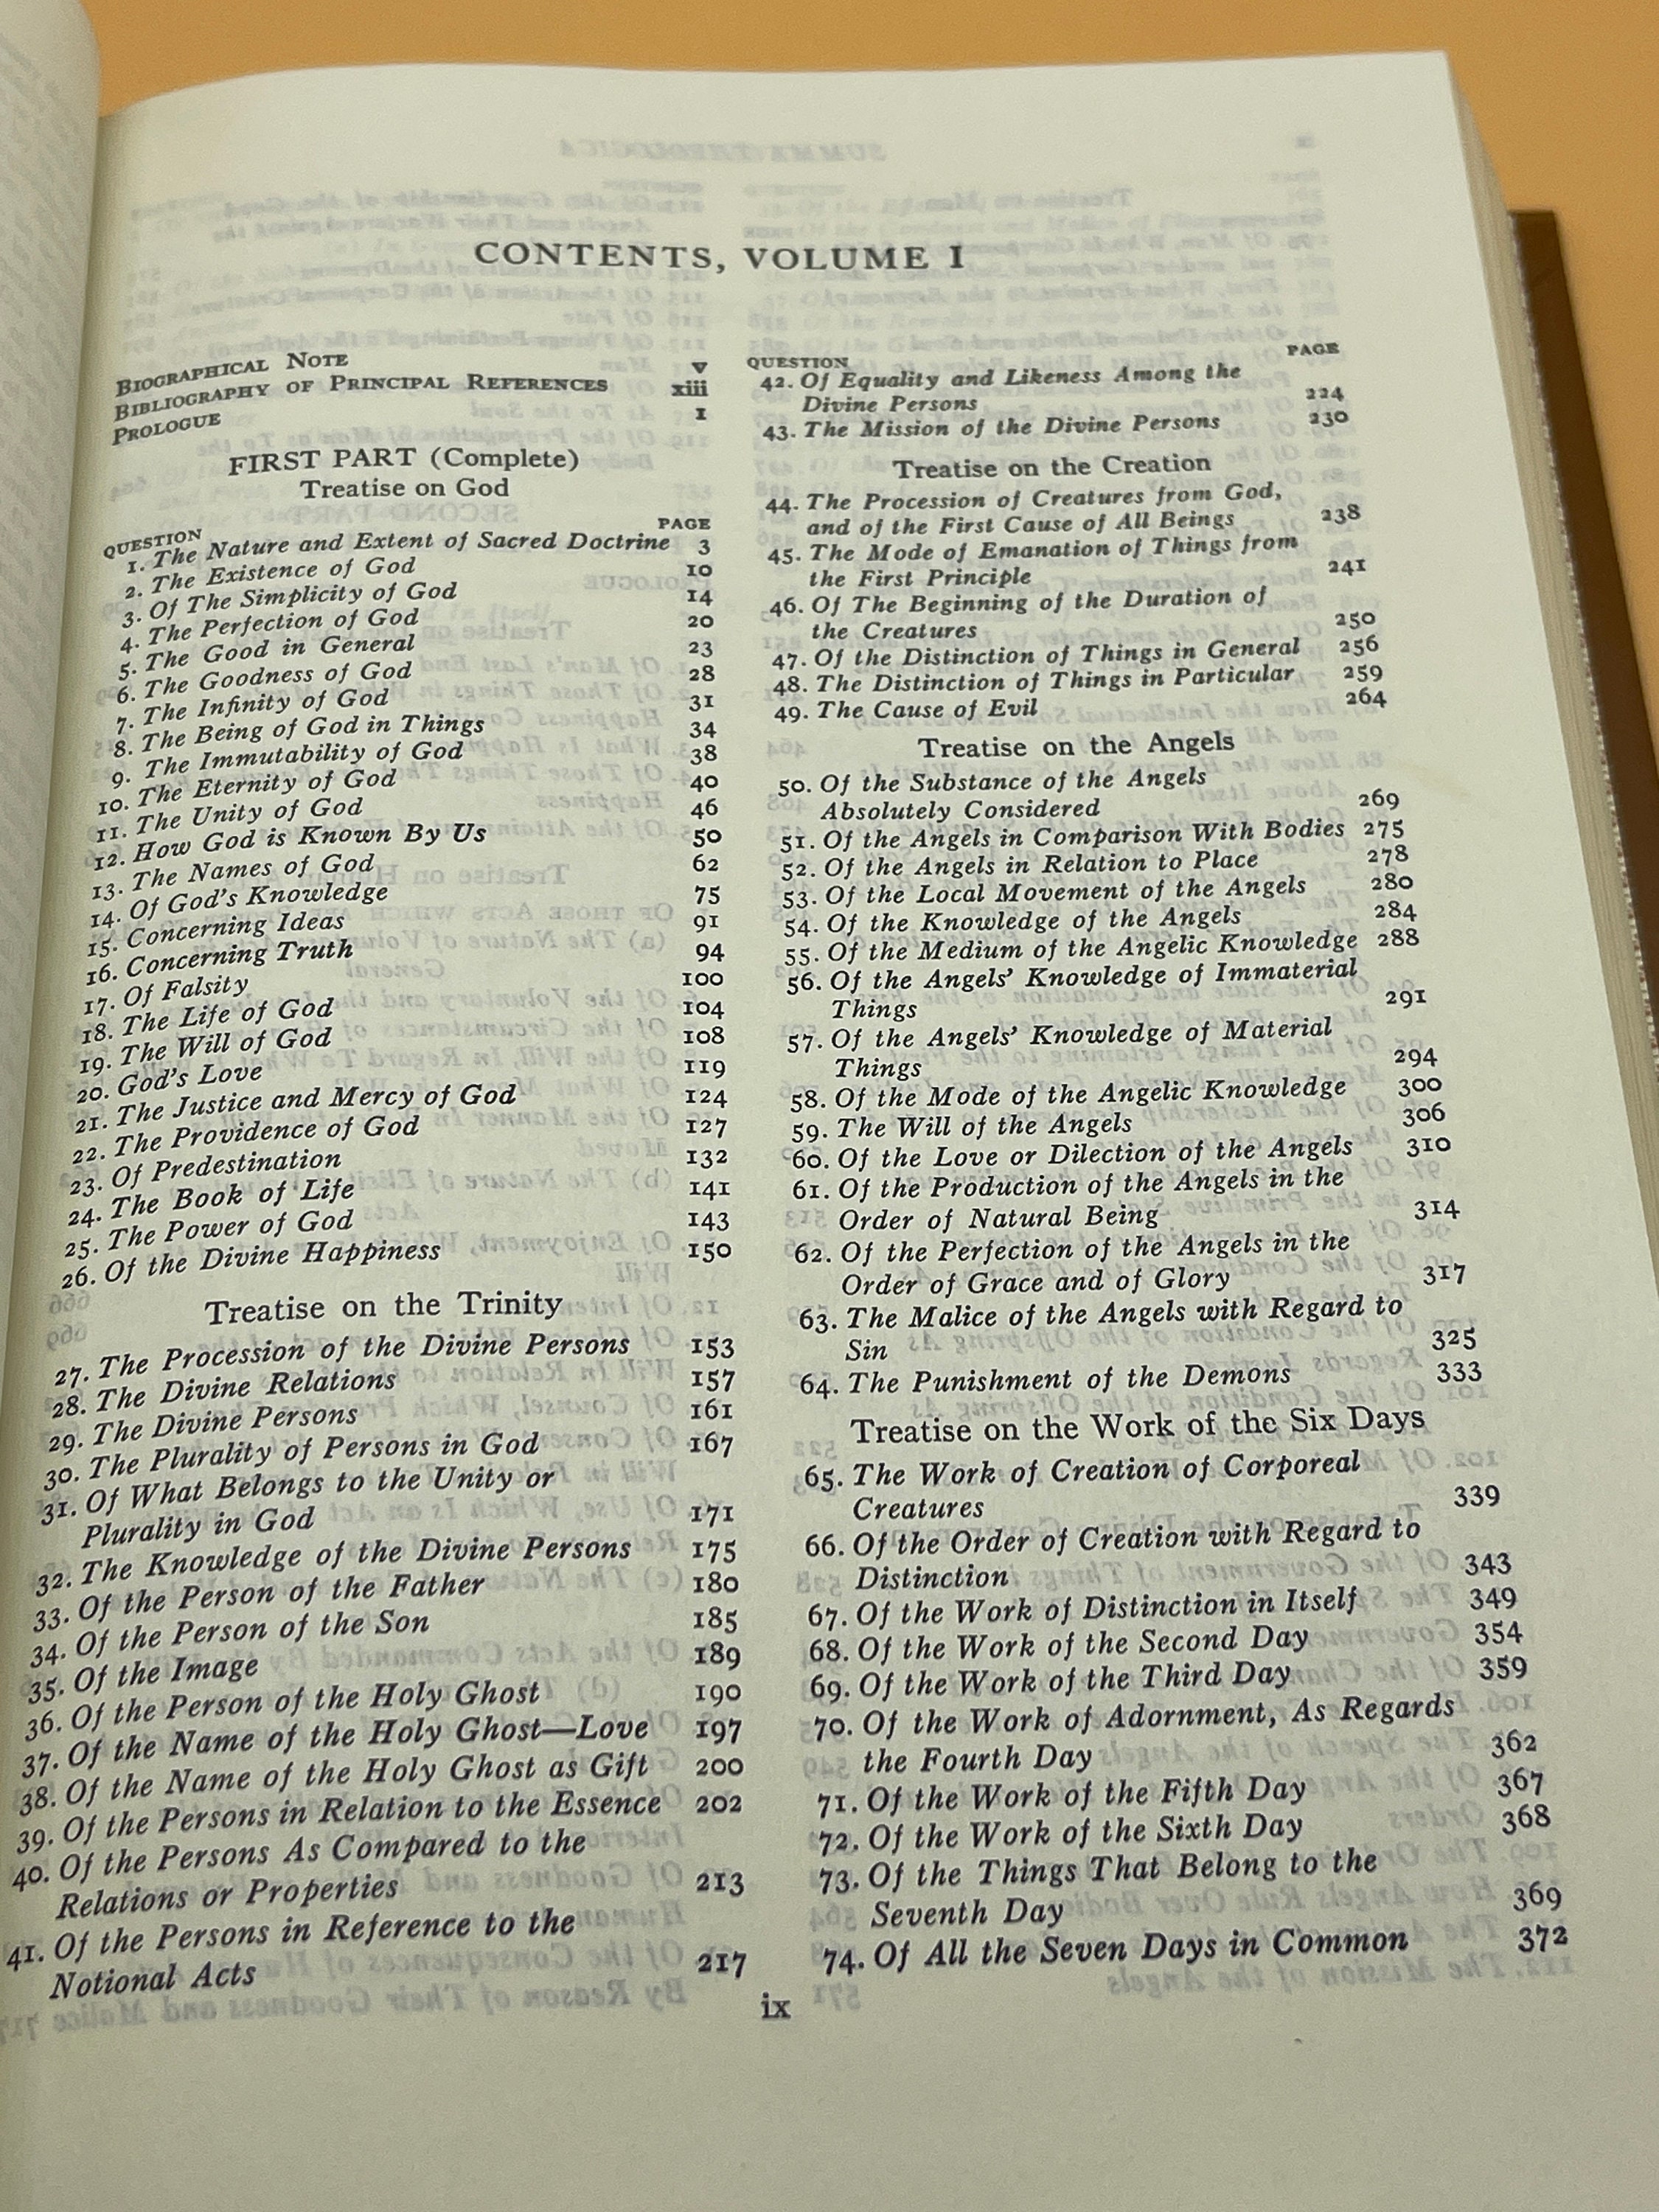 CONTENTS, VOLUME I
BIOGRAPHICAL NOTE v
BIBLIOGRAPHY OF PRINCIPAL REFERENCES xiii
PROLOGUE 1
FIRST PART (Complete)
Treatise on God
QUESTION PAGE
1. The Nature and Extent of Sacred Doctrine 3
2. The Existence of God 10
3. Of The Simplicity of God 14
4. The Perfection of God 20
5. The Good in General 23
6. The Goodness of God 28
7. The Infinity of God 31
8. The Being of God in Things 34
9. The Immutability of God 38
10. The Eternity of God 40
11. The Unity of God 46
12. How God is Known By Us 50
13. The Names of God 62
14. Of God's Knowledge 75
15. Concerning Ideas 91
16. Concerning Truth 94
17. Of Falsity 100
18. The Life of God 104
19. The Will of God 108
20. God's Love 119
21. The Justice and Mercy of God 124
22. The Providence of God 127
23. Of Predestination 132
24. The Book of Life 141
25. The Power of God 143
26. Of the Divine Happiness 150
Treatise on the Trinity
27. The Procession of the Divine Persons 153
28. The Divine Relations 157
29. The Divine Persons 161
30. The Plurality of Persons in God 167
31. Of What Belongs to the Unity or
Plurality in God 171
32. The Knowledge of the Divine Persons 175
33. Of the Person of the Father 180
34. Of the Person of the Son 185
35. Of the Image 189
36. Of the Person of the Holy Ghost 190
37. Of the Name of the Holy Ghost—Love 197
38. Of the Name of the Holy Ghost as Gift 200
39. Of the Persons in Relation to the Essence 202
40. Of the Persons As Compared to the
Relations or Properties 213
41. Of the Persons in Reference to the
Notional Acts 217
QUESTION PAGE
42. Of Equality and Likeness Among the
Divine Persons 224
43. The Mission of the Divine Persons 230
Treatise on the Creation
44. The Procession of Creatures from God,
and of the First Cause of All Beings 238
45. The Mode of Emanation of Things from
the First Principle 241
46. Of The Beginning of the Duration of
the Creatures 250
47. Of the Distinction of Things in General 256
48. The Distinction of Things in Particular 259
49. The Cause of Evil 264
Treatise on the Angels
50. Of the Substance of the Angels
Absolutely Considered 269
51. Of the Angels in Comparison With Bodies 275
52. Of the Angels in Relation to Place 278
53. Of the Local Movement of the Angels 280
54. Of the Knowledge of the Angels 284
55. Of the Medium of the Angelic Knowledge 288
56. Of the Angels' Knowledge of Immaterial
Things 291
57. Of the Angels' Knowledge of Material
Things 294
58. Of the Mode of the Angelic Knowledge 300
59. The Will of the Angels 306
60. Of the Love or Dilection of the Angels 310
61. Of the Production of the Angels in the
Order of Natural Being 314
62. Of the Perfection of the Angels in the
Order of Grace and of Glory 317
63. The Malice of the Angels with Regard to
Sin 325
64. The Punishment of the Demons 333
Treatise on the Work of the Six Days
65. The Work of Creation of Corporeal
Creatures 339
66. Of the Order of Creation with Regard to
Distinction 343
67. Of the Work of Distinction in Itself 349
68. Of the Work of the Second Day 354
69. Of the Work of the Third Day 359
70. Of the Work of Adornment, As Regards
the Fourth Day 362
71. Of the Work of the Fifth Day 367
72. Of the Work of the Sixth Day 368
73. Of the Things That Belong to the
Seventh Day 369
74. Of All the Seven Days in Common 372
ix